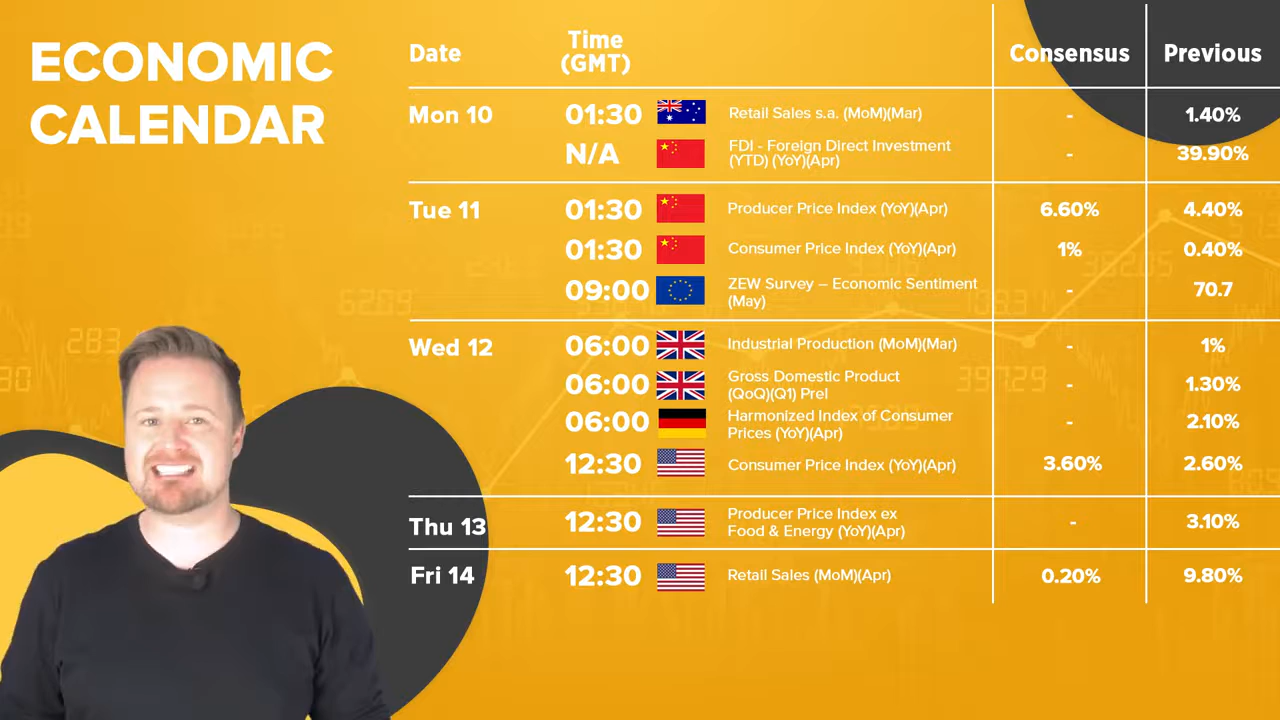 ECONOMIC
CALENDAR
Date Time Consensus Previous
(GMT)
Mon 10 01:30 Retail Sales s.a. (MoM)(Mar) - 1.40%
N/A FDI - Foreign Direct Investment - 39.90%
(YTD) (YoY)(Apr)
Tue 11 01:30 Producer Price Index (YoY)(Apr) 6.60% 4.40%
01:30 Consumer Price Index (YoY)(Apr) 1% 0.40%
09:00 ZEW Survey – Economic Sentiment - 70.7
(May)
Wed 12 06:00 Industrial Production (MoM)(Mar) - 1%
06:00 Gross Domestic Product - 1.30%
(QoQ)(Q1) Prel
06:00 Harmonized Index of Consumer - 2.10%
Prices (YoY)(Apr)
12:30 Consumer Price Index (YoY)(Apr) 3.60% 2.60%
Thu 13 12:30 Producer Price Index ex - 3.10%
Food & Energy (YoY)(Apr)
Fri 14 12:30 Retail Sales (MoM)(Apr) 0.20% 9.80%